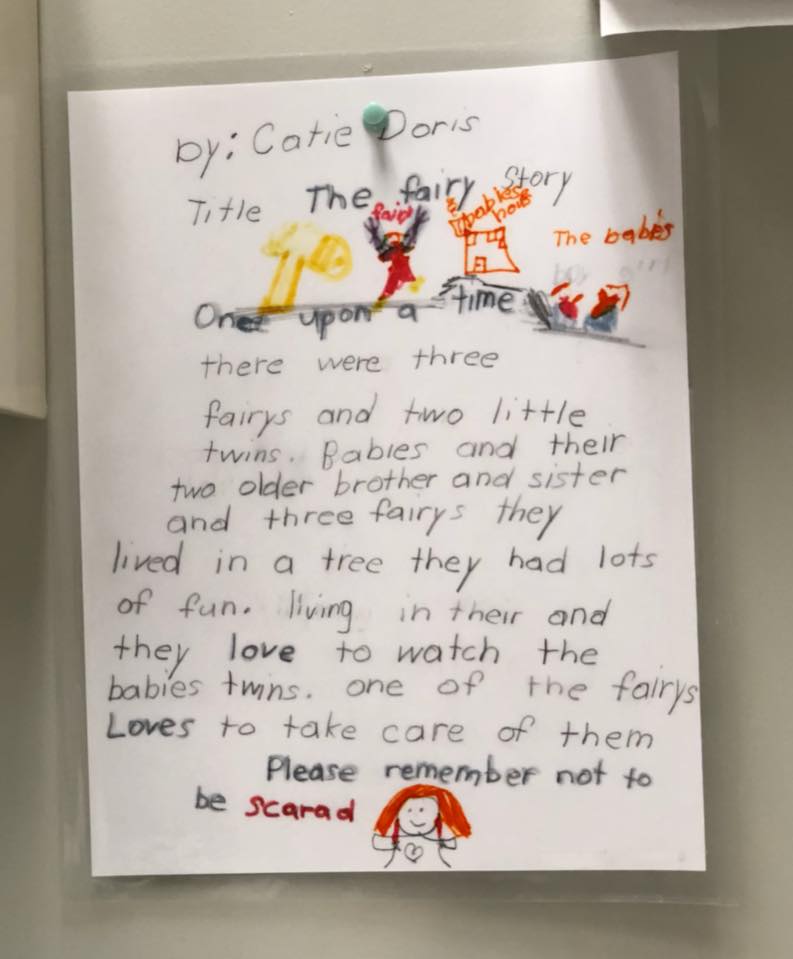 by: Catie Doris
Title The fairy Story
fairy
babies
The babies
Once upon a time
there were three
fairys and two little
twins. Babies and their
two older brother and sister
and three fairys they
lived in a tree they had lots
of fun. living in their and
they love to watch the
babies twins. one of the fairys
Loves to take care of them
Please remember not to
be scarad